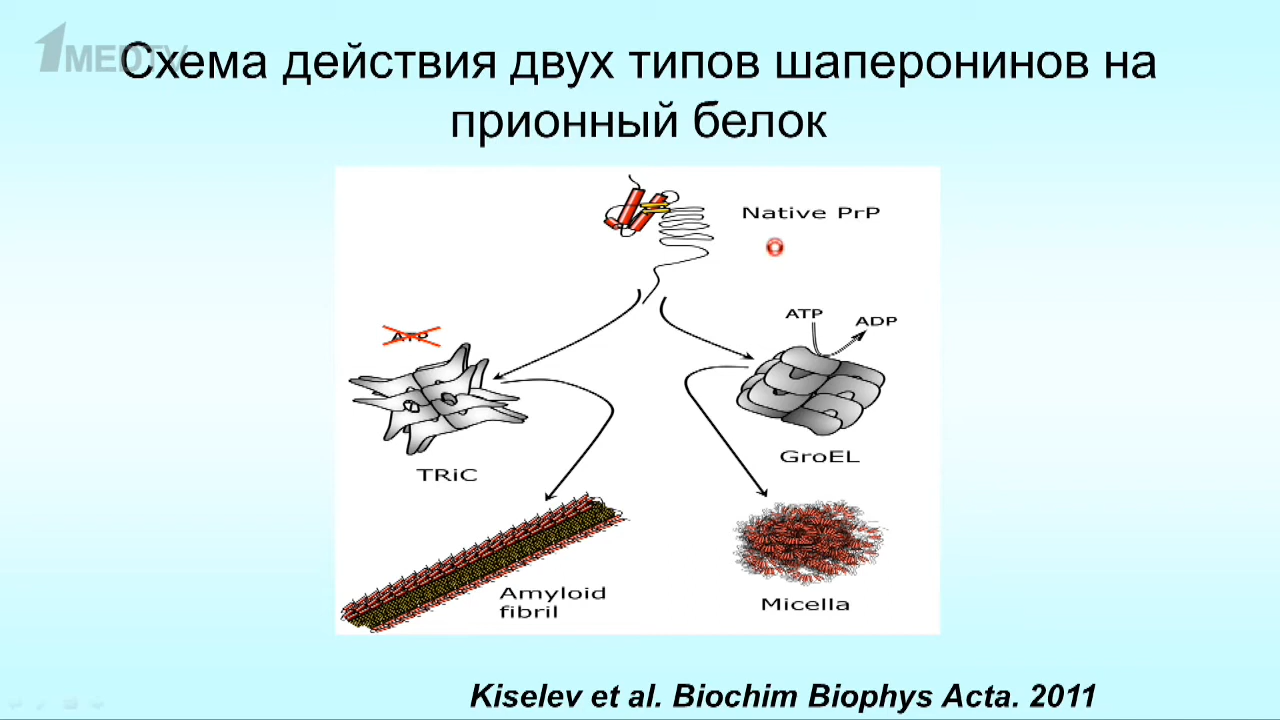 1MEDTV
Схема действия двух типов шаперонинов на
прионный белок
Native PrP
ATP
ATP
ADP
TRiC
GroEL
Amyloid
fibril
Micella
Kiselev et al. Biochim Biophys Acta. 2011